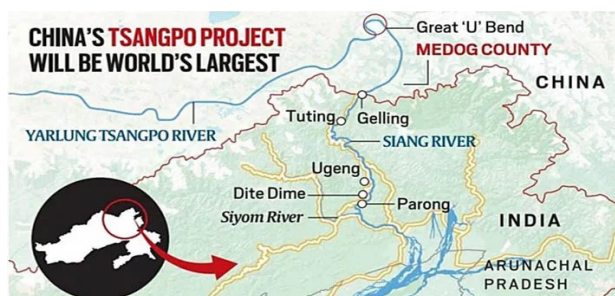 CHINA'S TSANGPO PROJECT
WILL BE WORLD'S LARGEST
Great 'U' Bend
MEDOG COUNTY
CHINA
YARLUNG TSANGPO RIVER
Tuting
Gelling
SIANG RIVER
Ugeng
Dite Dime
Siyom River
Parong
INDIA
ARUNACHAL
PRADESH